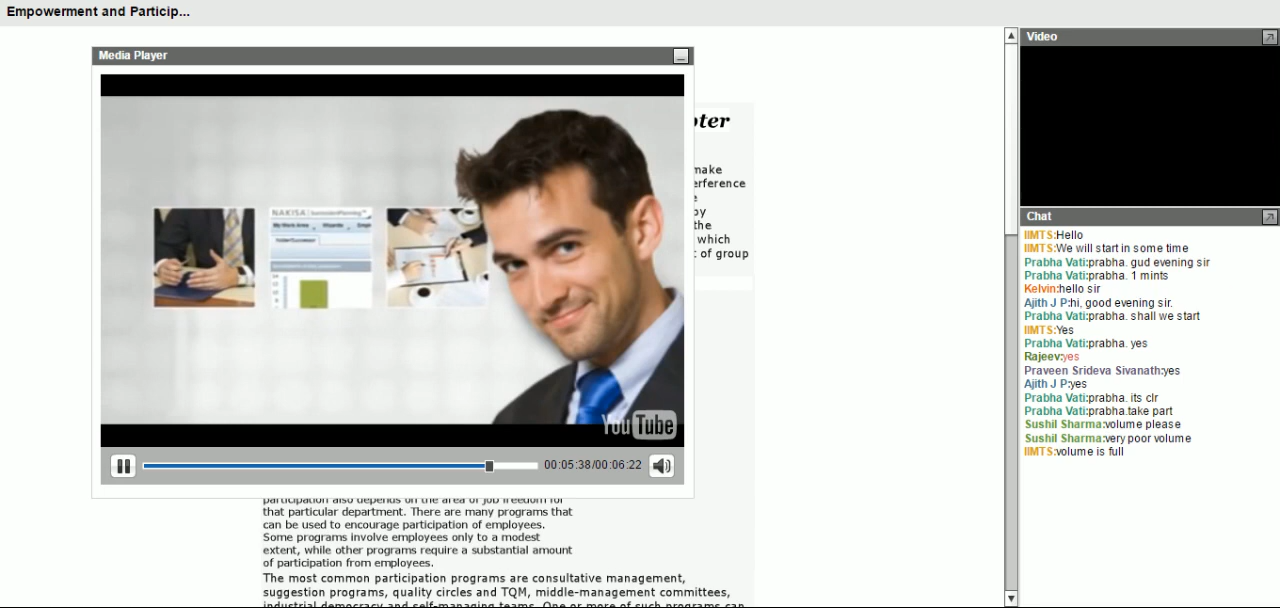 Empowerment and Particip...
Media Player
NAKISA SuccessionPlanning™
My Work Area Wizards
YouTube
00:05:38/00:06:22
make
erference
by
the
which
of group
participation also depends on the area of job freedom for
that particular department. There are many programs that
can be used to encourage participation of employees.
Some programs involve employees only to a modest
extent, while other programs require a substantial amount
of participation from employees.
The most common participation programs are consultative management,
suggestion programs, quality circles and TQM, middle-management committees,
industrial democracy and self-managing teams. One or more of such programs can
Video
Chat
IIMTS:Hello
IIMTS:We will start in some time
Prabha Vati:prabha. gud evening sir
Prabha Vati:prabha. 1 mints
Kelvin:hello sir
Ajith J P:hi, good evening sir.
Prabha Vati:prabha. shall we start
IIMTS:Yes
Prabha Vati:prabha. yes
Rajeev:yes
Praveen Srideva Sivanath:yes
Ajith J P:yes
Prabha Vati:prabha. its clr
Prabha Vati:prabha.take part
Sushil Sharma:volume please
Sushil Sharma:very poor volume
IIMTS:volume is full